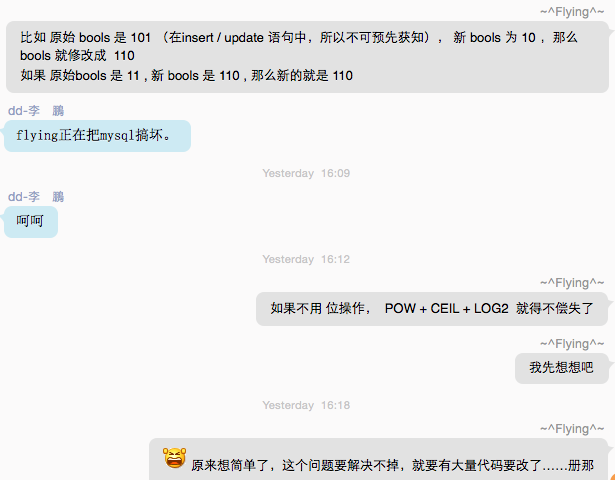 ~^Flying^~
比如 原始 bools 是 101 （在insert / update 语句中，所以不可预先获知）， 新 bools 为 10 ，那么
bools 就修改成  110
如果 原始bools 是 11 , 新 bools 是 110 , 那么新的就是 110
dd-李　鹏
flying正在把mysql搞坏。
Yesterday  16:09
dd-李　鹏
呵呵
Yesterday  16:12
~^Flying^~
如果不用 位操作， POW + CEIL + LOG2  就得不偿失了
~^Flying^~
我先想想吧
Yesterday  16:18
~^Flying^~
原来想简单了，这个问题要解决不掉，就要有大量代码要改了……册那